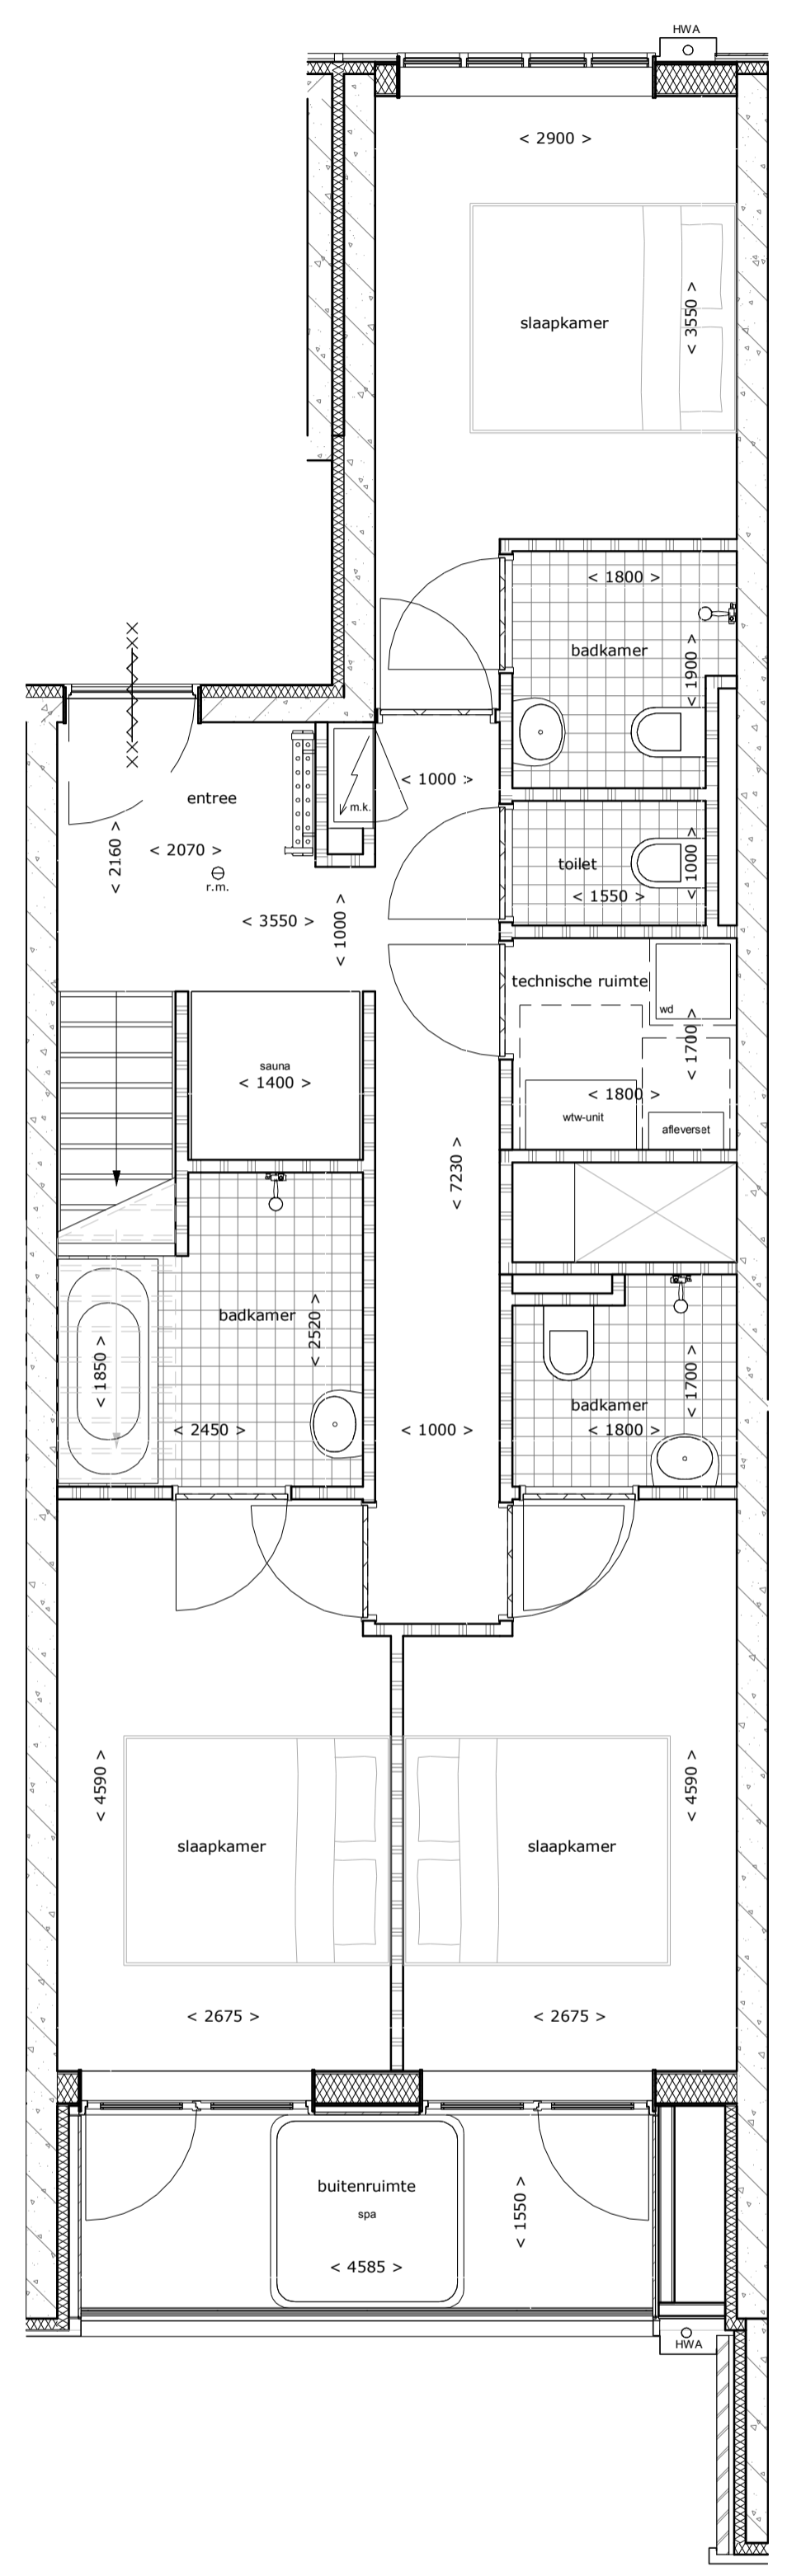 HWA
< 2900 >
slaapkamer
< 3550 >
< 1800 >
badkamer
< 1900 >
entree
m.k.
< 1000 >
< 2160 >
< 2070 >
r.m.
toilet
< 1000 >
< 1550 >
< 3550 >
< 1000 >
technische ruimte
wd
< 1700 >
sauna
< 1400 >
< 1800 >
wtw-unit
afleverset
< 7230 >
badkamer
< 2520 >
< 1850 >
< 2450 >
< 1000 >
badkamer
< 1700 >
< 1800 >
< 4590 >
< 4590 >
slaapkamer
slaapkamer
< 2675 >
< 2675 >
buitenruimte
spa
< 1550 >
< 4585 >
HWA